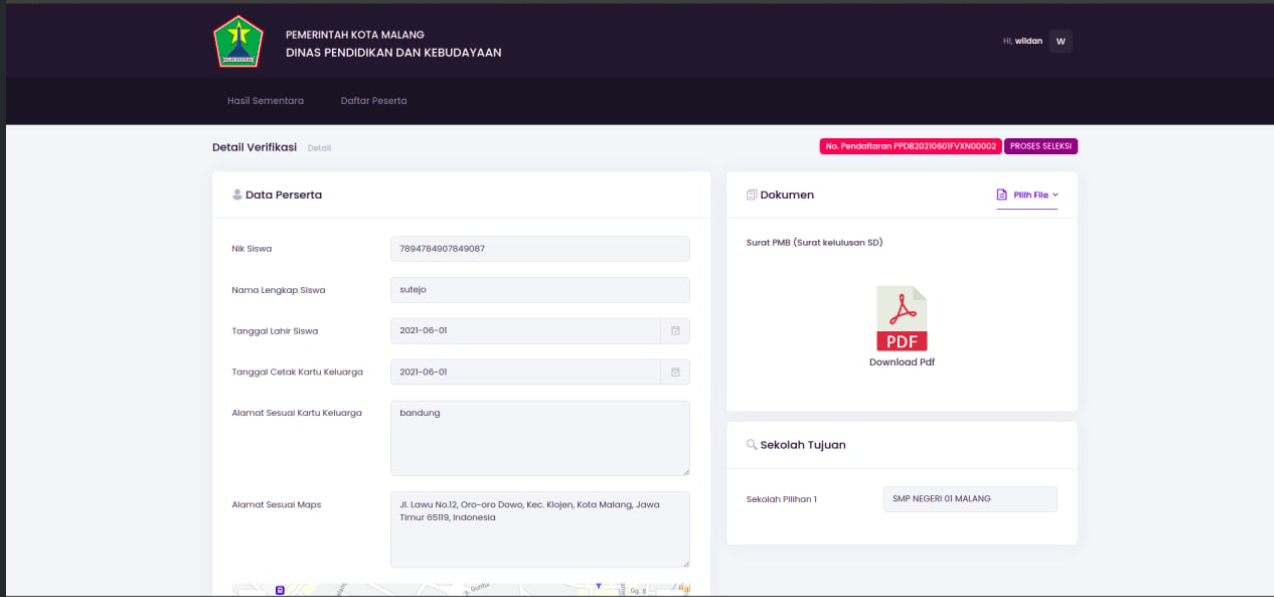 PEMERINTAH KOTA MALANG
DINAS PENDIDIKAN DAN KEBUDAYAAN
Hi, wildan W
Hasil Sementara Daftar Peserta
Detail Verifikasi Detail
No. Pendaftaran PPDB20210601FVXN00002 PROSES SELEKSI
Data Perserta
Nik Siswa 7894784907849087
Nama Lengkap Siswa sutejo
Tanggal Lahir Siswa 2021-06-01
Tanggal Cetak Kartu Keluarga 2021-06-01
Alamat Sesuai Kartu Keluarga bandung
Alamat Sesuai Maps Jl. Lawu No.12, Oro-oro Dowo, Kec. Klojen, Kota Malang, Jawa
Timur 65119, Indonesia
Gg. 8
Dokumen Pilih File
Surat PMB (Surat kelulusan SD)
PDF
Download Pdf
Sekolah Tujuan
Sekolah Pilihan 1 SMP NEGERI 01 MALANG